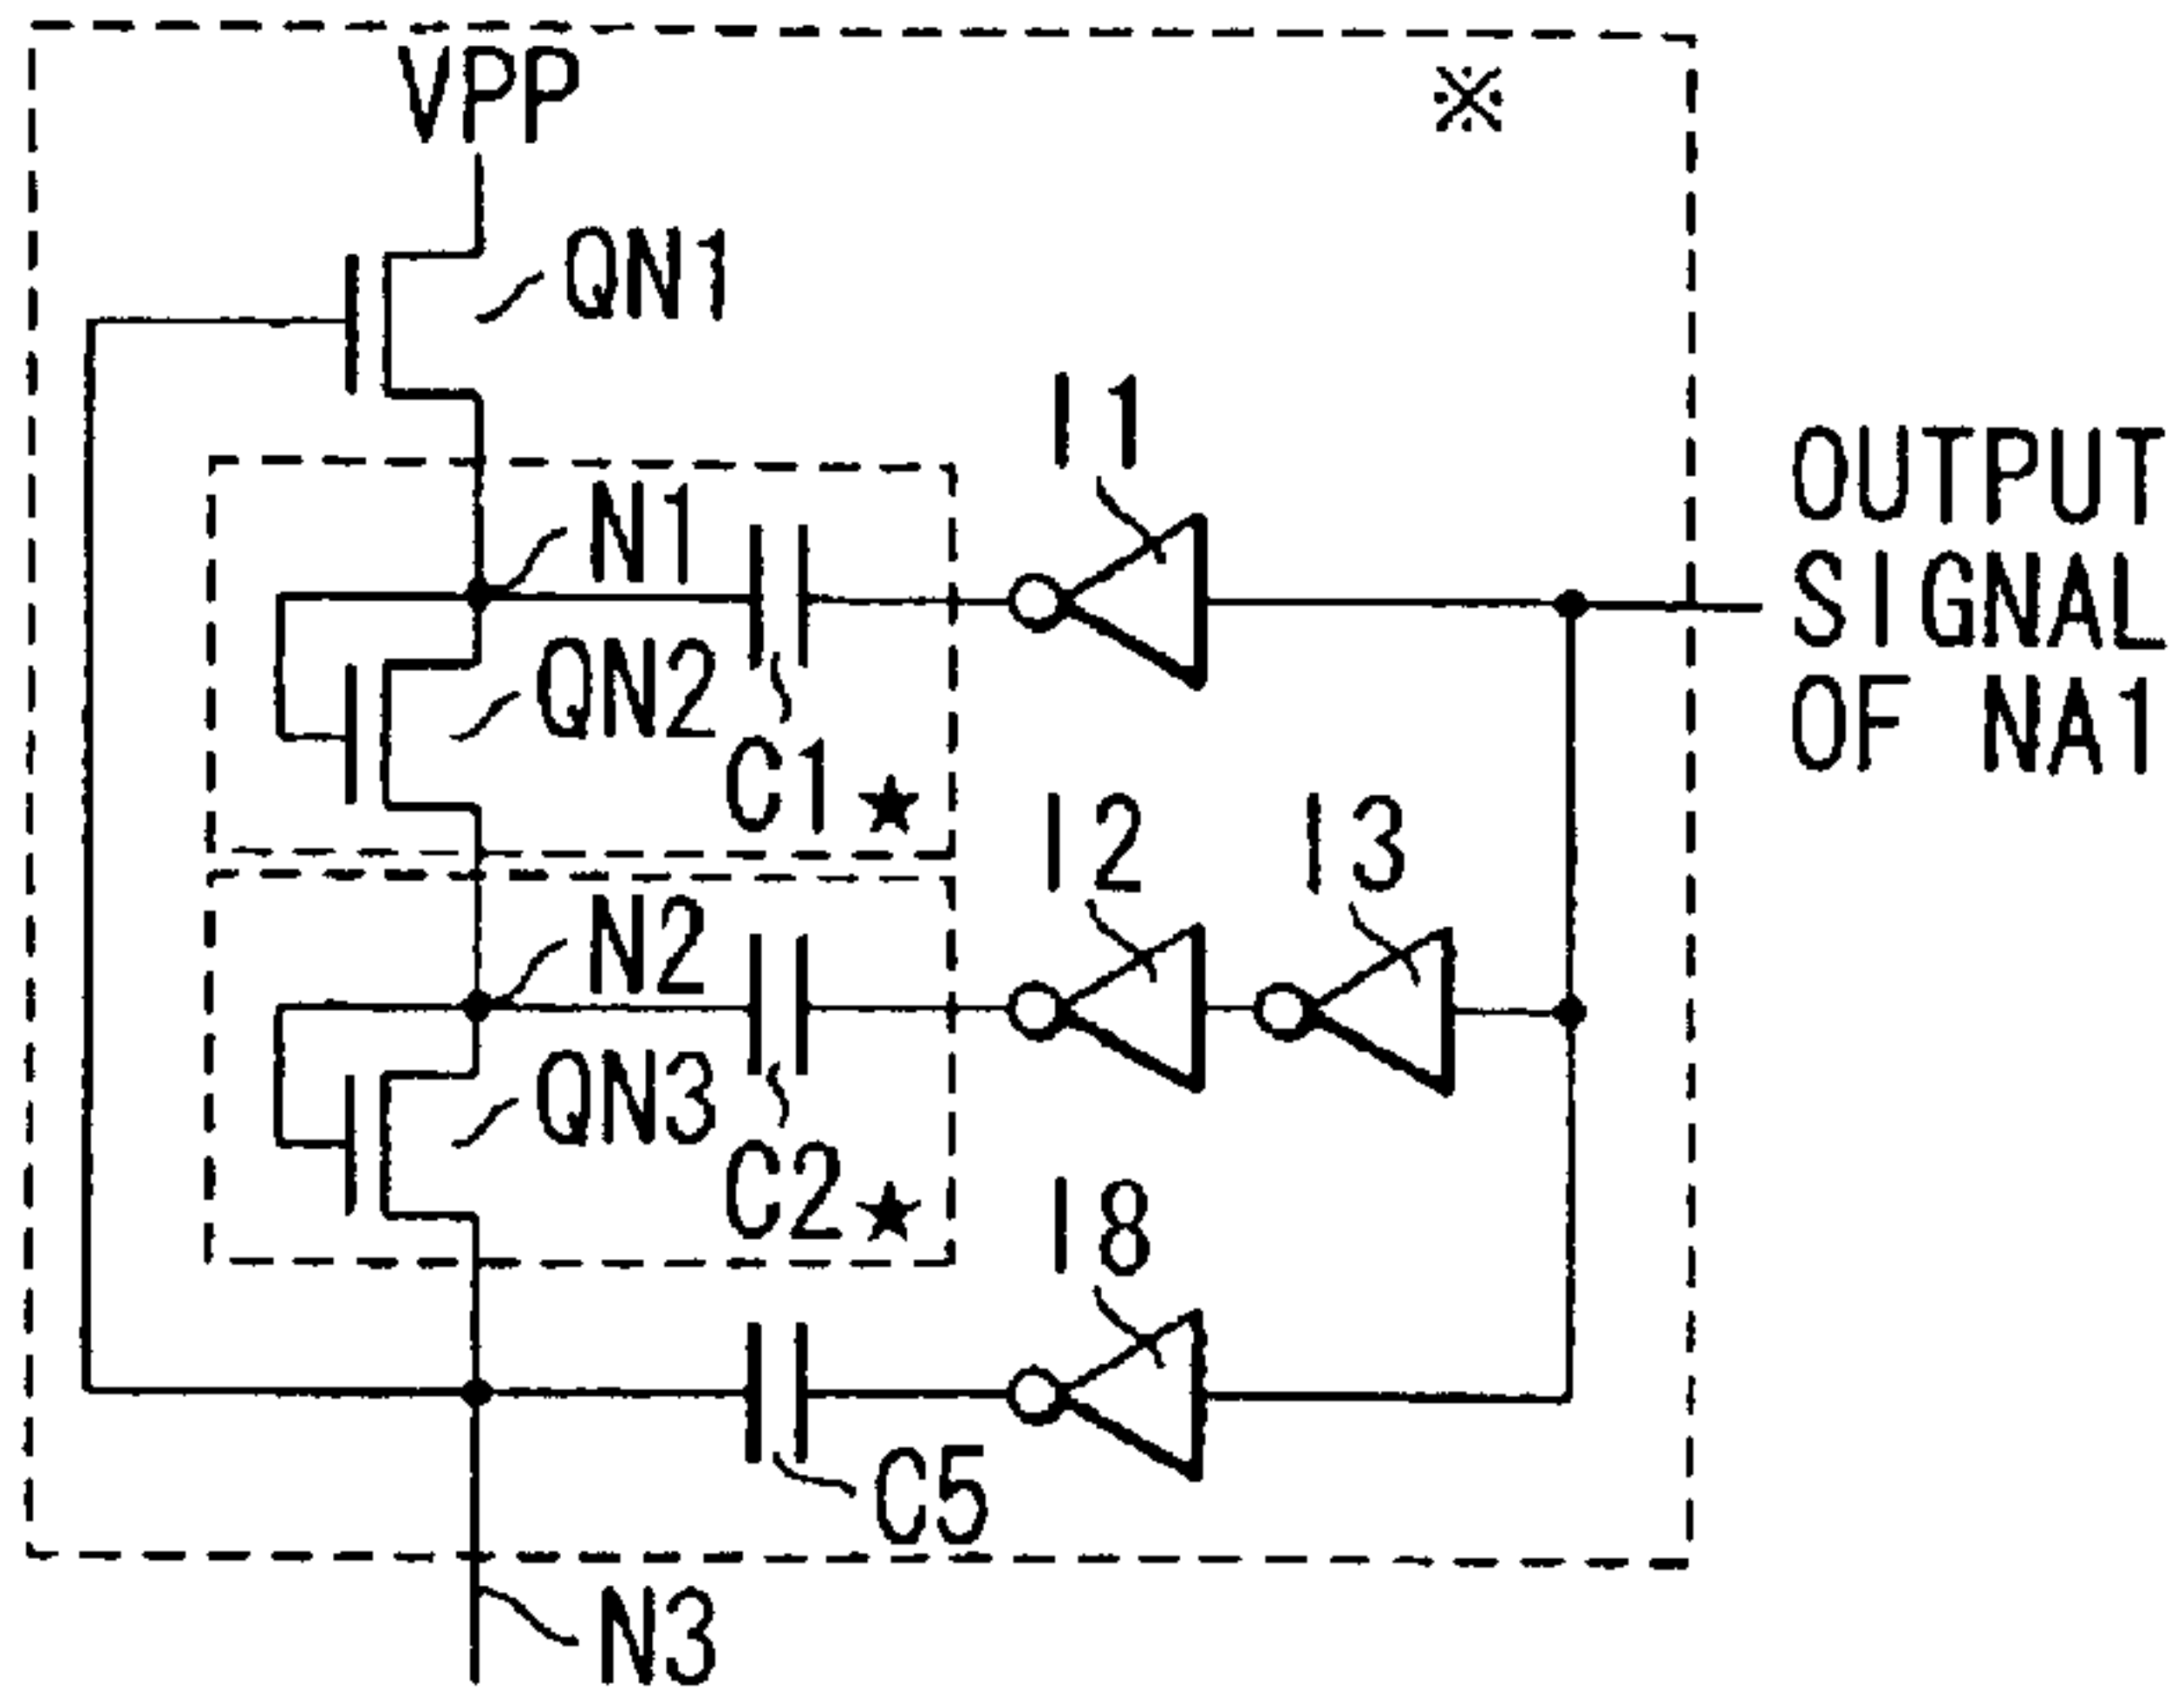 VPP
※
QN1
I1
N1
OUTPUT
SIGNAL
OF NA1
QN2
C1★
I2
I3
N2
QN3
C2★
I8
C5
N3